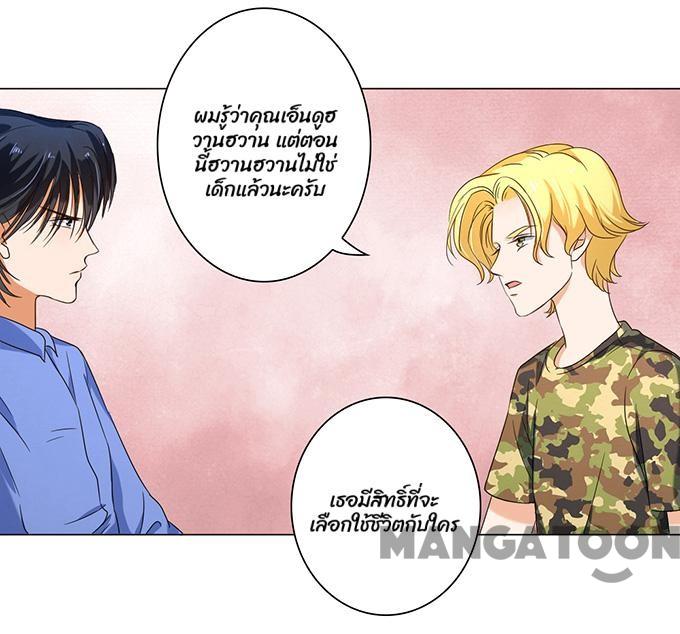 ผมรู้ว่าคุณเอ็นดูฮ
วานฮวาน แต่ตอน
นี้ฮวานฮวานไม่ใช่
เด็กแล้วนะครับ
เธอมีสิทธิ์ที่จะ
เลือกใช้ชีวิตกับใคร
MANGATOON